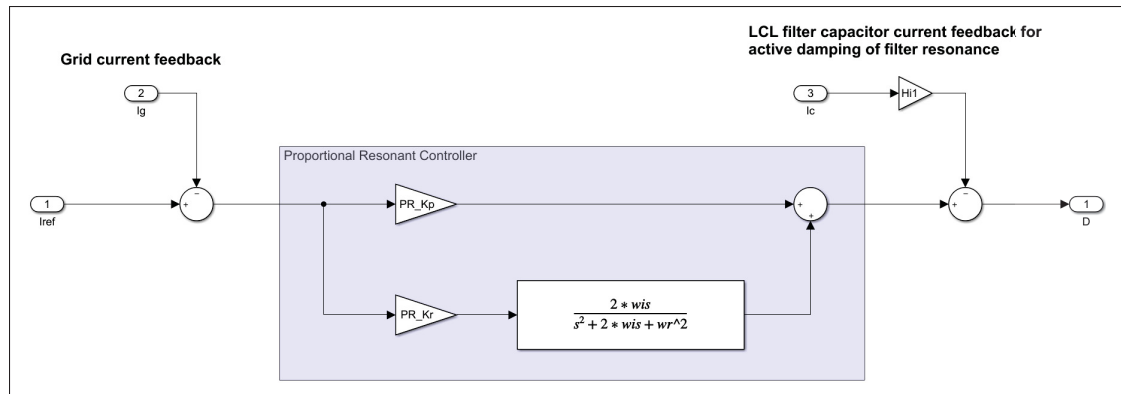 LCL filter capacitor current feedback for
active damping of filter resonance
Grid current feedback
2
Ig
3
Ic
Hi1
Proportional Resonant Controller
1
Iref
−
+
PR_Kp
+
+
−
+
1
D
PR_Kr
2 * wis
s² + 2 * wis + wr^2